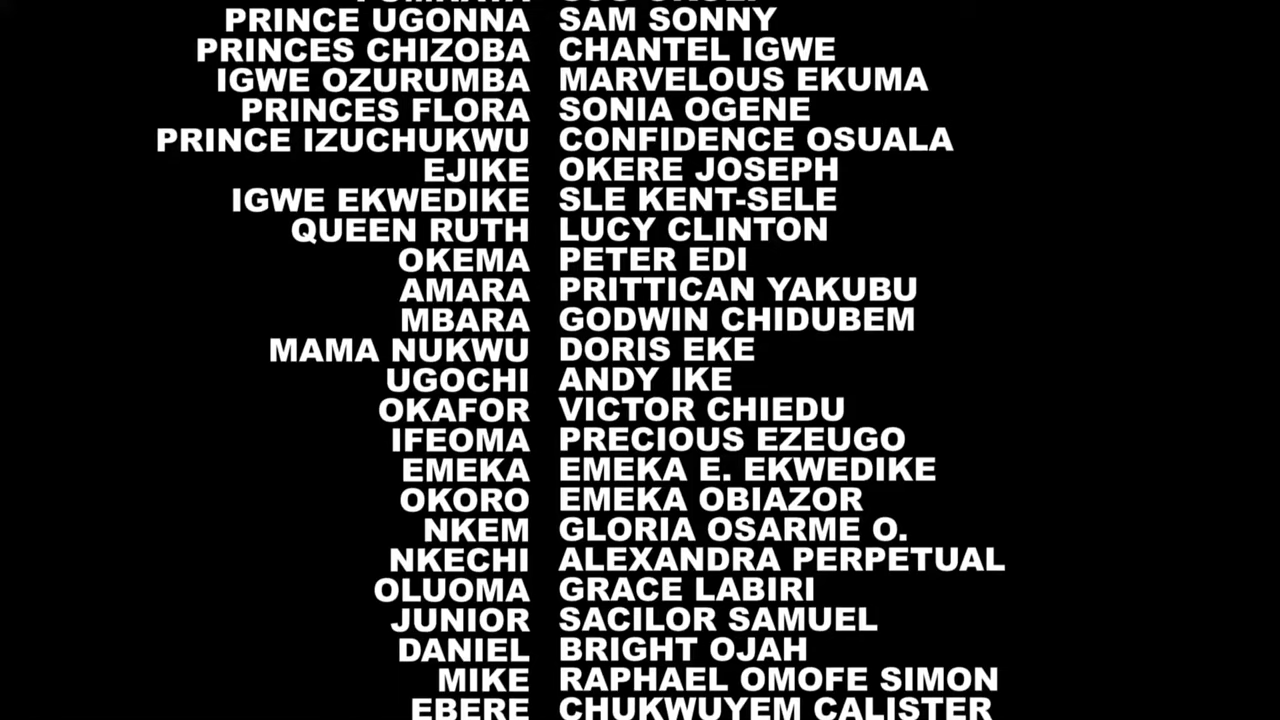 PRINCE UGONNA SAM SONNY
PRINCES CHIZOBA CHANTEL IGWE
IGWE OZURUMBA MARVELOUS EKUMA
PRINCES FLORA SONIA OGENE
PRINCE IZUCHUKWU CONFIDENCE OSUALA
EJIKE OKERE JOSEPH
IGWE EKWEDIKE SLE KENT-SELE
QUEEN RUTH LUCY CLINTON
OKEMA PETER EDI
AMARA PRITTICAN YAKUBU
MBARA GODWIN CHIDUBEM
MAMA NUKWU DORIS EKE
UGOCHI ANDY IKE
OKAFOR VICTOR CHIEDU
IFEOMA PRECIOUS EZEUGO
EMEKA EMEKA E. EKWEDIKE
OKORO EMEKA OBIAZOR
NKEM GLORIA OSARME O.
NKECHI ALEXANDRA PERPETUAL
OLUOMA GRACE LABIRI
JUNIOR SACILOR SAMUEL
DANIEL BRIGHT OJAH
MIKE RAPHAEL OMOFE SIMON
EBERE CHUKWUYEM CALISTER